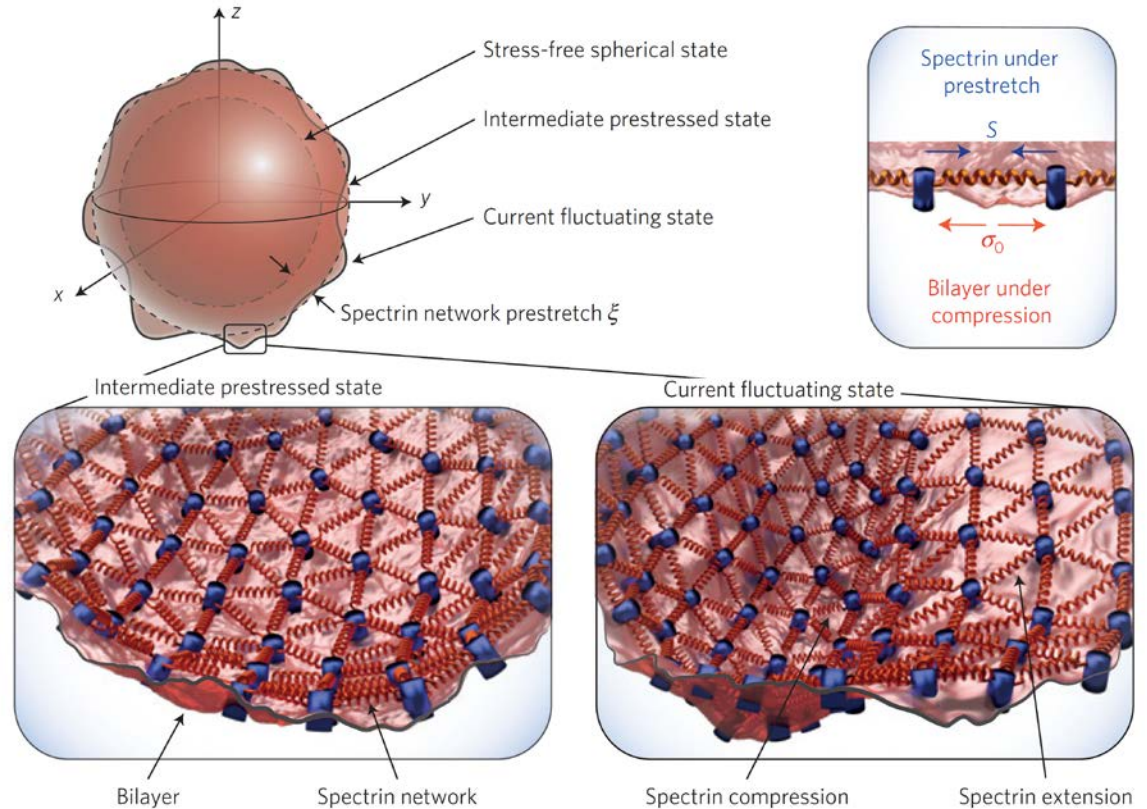 z
Stress-free spherical state
Intermediate prestressed state
y
Current fluctuating state
x
Spectrin network prestretch ξ
Spectrin under
prestretch
S
σ₀
Bilayer under
compression
Intermediate prestressed state
Current fluctuating state
Bilayer
Spectrin network
Spectrin compression
Spectrin extension